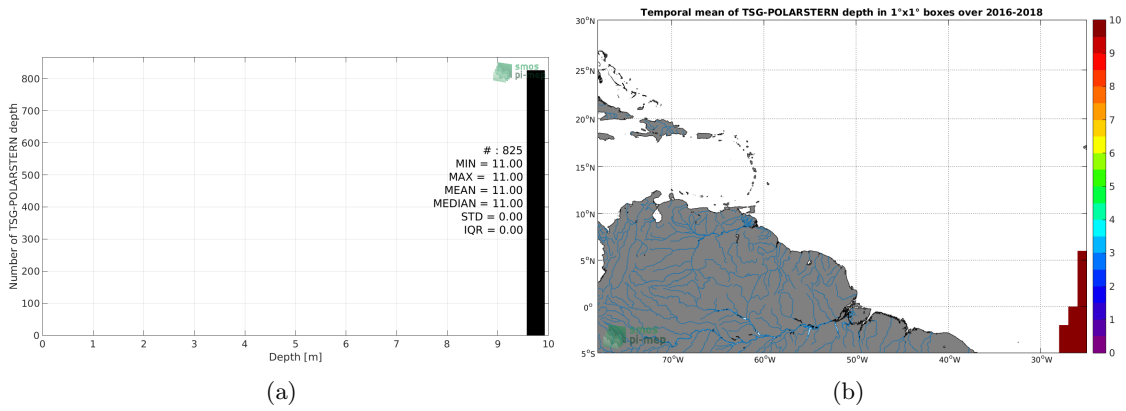 Temporal mean of TSG-POLARSTERN depth in 1°x1° boxes over 2016-2018
smos
pi-map
Number of TSG-POLARSTERN depth
800
700
600
500
400
300
200
100
0
# : 825
MIN = 11.00
MAX = 11.00
MEAN = 11.00
MEDIAN = 11.00
STD = 0.00
IQR = 0.00
0 1 2 3 4 5 6 7 8 9 10
Depth [m]
(a)
30°N
25°N
20°N
15°N
10°N
5°N
0°
5°S
70°W 60°W 50°W 40°W 30°W
smos
pi-map
10
9
8
7
6
5
4
3
2
1
0
(b)